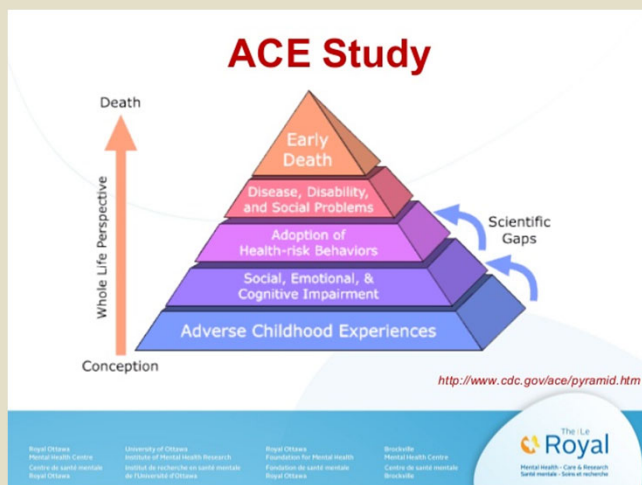 ACE Study
Death
Whole Life Perspective
Conception
Early
Death
Disease, Disability,
and Social Problems
Adoption of
Health-risk Behaviors
Social, Emotional, &
Cognitive Impairment
Adverse Childhood Experiences
Scientific
Gaps
http://www.cdc.gov/ace/pyramid.htm
Royal Ottawa
Mental Health Centre
Centre de santé mentale
Royal Ottawa
University of Ottawa
Institute of Mental Health Research
Institut de recherche en santé mentale
de l'Université d'Ottawa
Royal Ottawa
Foundation for Mental Health
Fondation de santé mentale
Royal Ottawa
Brockville
Mental Health Centre
Centre de santé mentale
Brockville
The / Le
Royal
Mental Health - Care & Research
Santé mentale - Soins et recherche